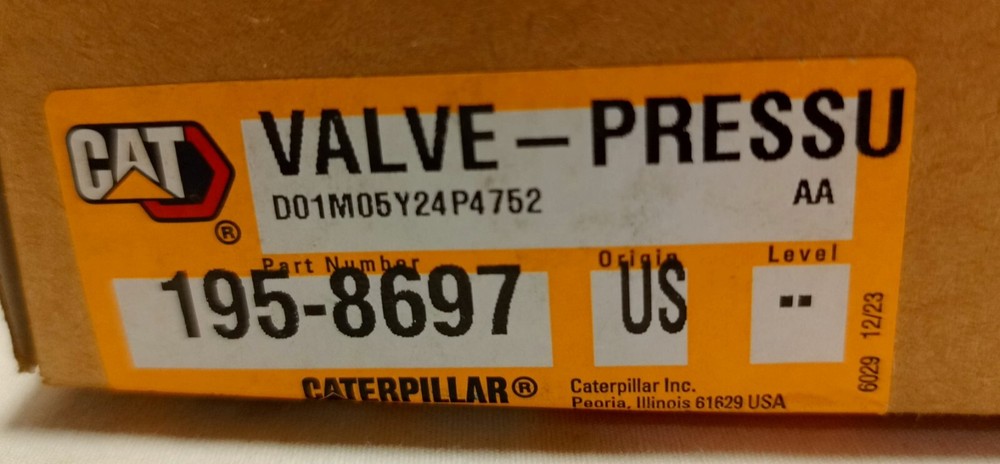 CAT
®
VALVE-PRESSU
D01M05Y24P4752
AA
Part Number
Origin
Level
195-8697
US
--
6029 12/23
CATERPILLAR®
Caterpillar Inc.
Peoria, Illinois 61629 USA